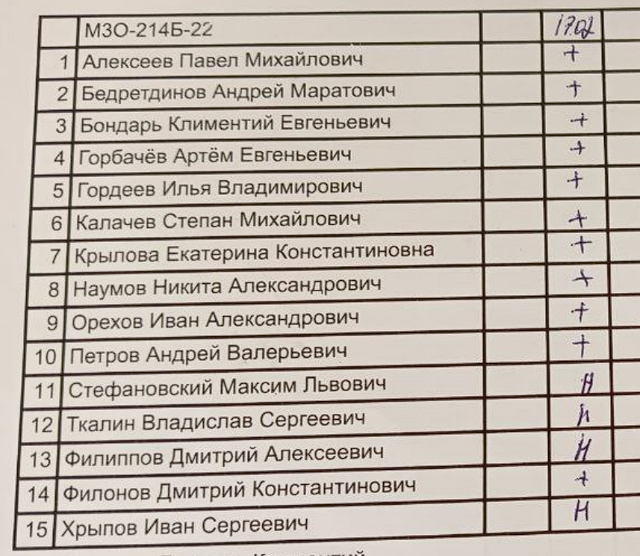 М3О-214Б-22 17.02
1 Алексеев Павел Михайлович +
2 Бедретдинов Андрей Маратович +
3 Бондарь Климентий Евгеньевич +
4 Горбачёв Артём Евгеньевич +
5 Гордеев Илья Владимирович +
6 Калачев Степан Михайлович +
7 Крылова Екатерина Константиновна +
8 Наумов Никита Александрович +
9 Орехов Иван Александрович +
10 Петров Андрей Валерьевич +
11 Стефановский Максим Львович Н
12 Ткалин Владислав Сергеевич Н
13 Филиппов Дмитрий Алексеевич Н
14 Филонов Дмитрий Константинович +
15 Хрыпов Иван Сергеевич Н